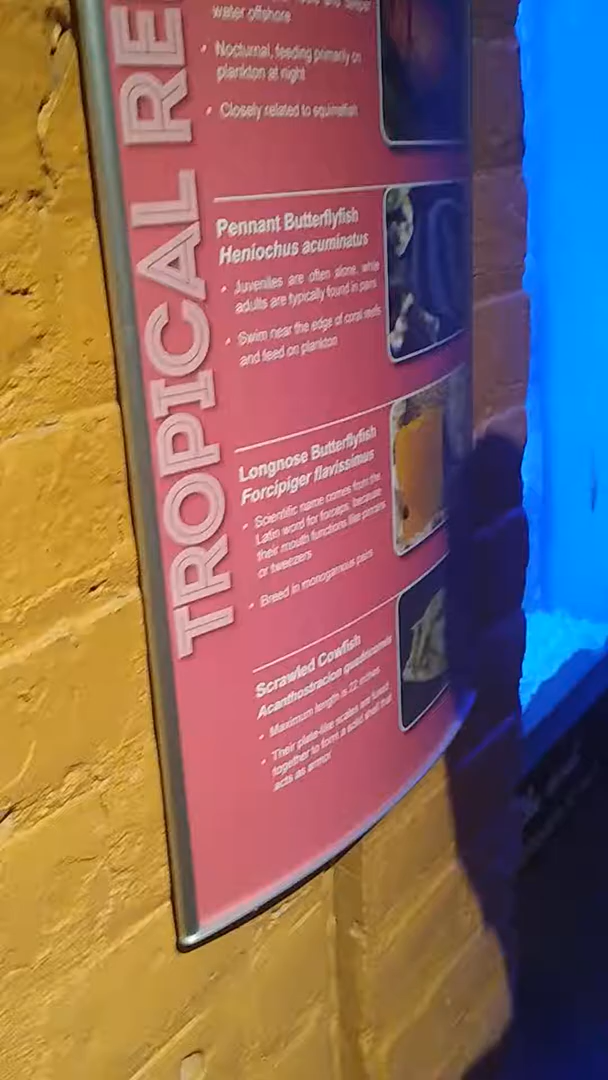 TROPICAL RE
water offshore
• Nocturnal, feeding primarily on
plankton at night
• Closely related to squirrelfish
Pennant Butterflyfish
Heniochus acuminatus
• Juveniles are often alone, while
adults are typically found in pairs
• Swim near the edge of coral reefs
and feed on plankton
Longnose Butterflyfish
Forcipiger flavissimus
• Scientific name comes from the
Latin word for forceps, because
their mouth functions like pincers
or tweezers
• Breed in monogamous pairs
Scrawled Cowfish
Acanthostracion quadricornis
• Maximum length is 22 inches
• Their plate-like scales are fused
together to form a solid shell that
acts as armor